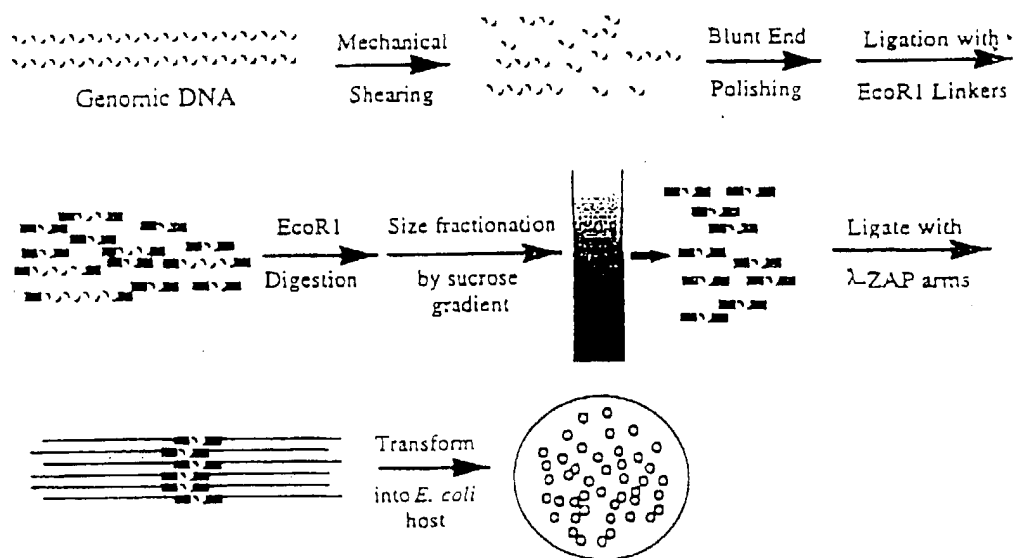 Genomic DNA
Mechanical
Shearing
Blunt End
Polishing
Ligation with
EcoR1 Linkers
EcoR1
Digestion
Size fractionation
by sucrose
gradient
Ligate with
λ-ZAP arms
Transform
into E. coli
host